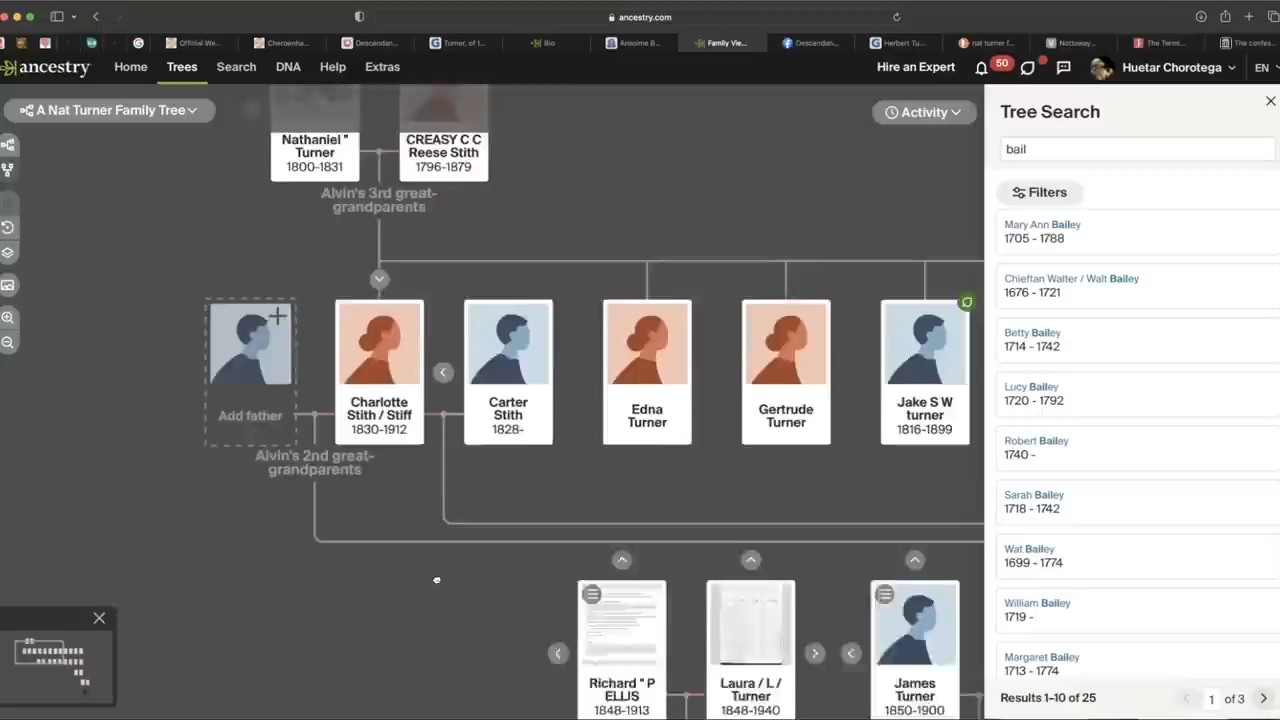 ancestry.com
Official We...
Cheroenha...
Descendan...
Turner, of t...
Bio
Ansolme B...
Family Vie...
Descendan...
Herbert Tu...
nat turner f...
Nottoway...
The Termi...
The confes...
ancestry
Home
Trees
Search
DNA
Help
Extras
Hire an Expert
50
Huetar Chorotega
EN
A Nat Turner Family Tree
Activity
Nathaniel "
Turner
1800-1831
CREASY C C
Reese Stith
1796-1879
Alvin's 3rd great-
grandparents
Add father
Charlotte
Stith / Stiff
1830-1912
Carter
Stith
1828-
Edna
Turner
Gertrude
Turner
Jake S W
turner
1816-1899
Alvin's 2nd great-
grandparents
Richard " P
ELLIS
1848-1913
Laura / L /
Turner
1848-1940
James
Turner
1850-1900
Tree Search
bail
Filters
Mary Ann Bailey
1705 - 1788
Chieftan Walter / Walt Bailey
1676 - 1721
Betty Bailey
1714 - 1742
Lucy Bailey
1720 - 1792
Robert Bailey
1740 -
Sarah Bailey
1718 - 1742
Wat Bailey
1699 - 1774
William Bailey
1719 -
Margaret Bailey
1713 - 1774
Results 1-10 of 25
1 of 3